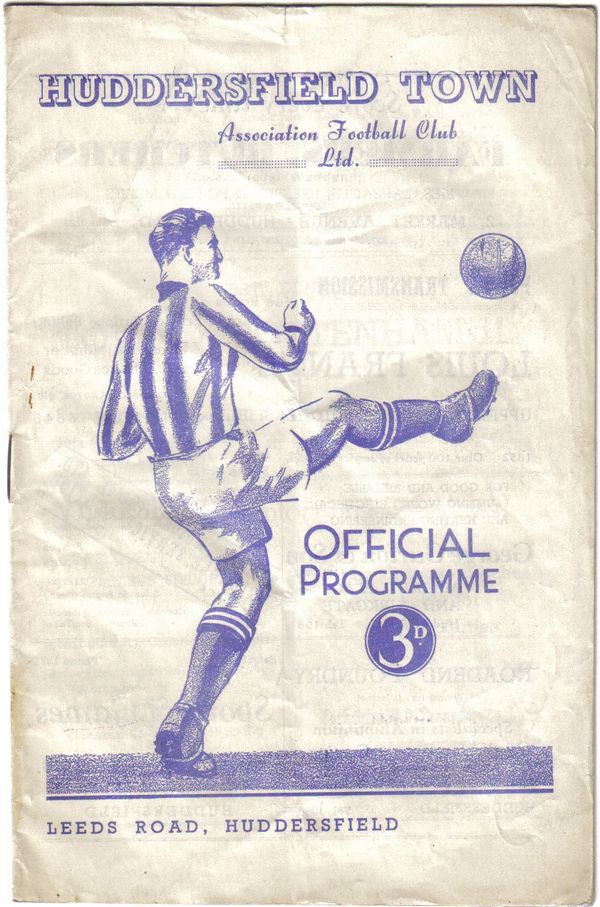 HUDDERSFIELD TOWN
Association Football Club
Ltd.
OFFICIAL
PROGRAMME
3D.
LEEDS ROAD, HUDDERSFIELD